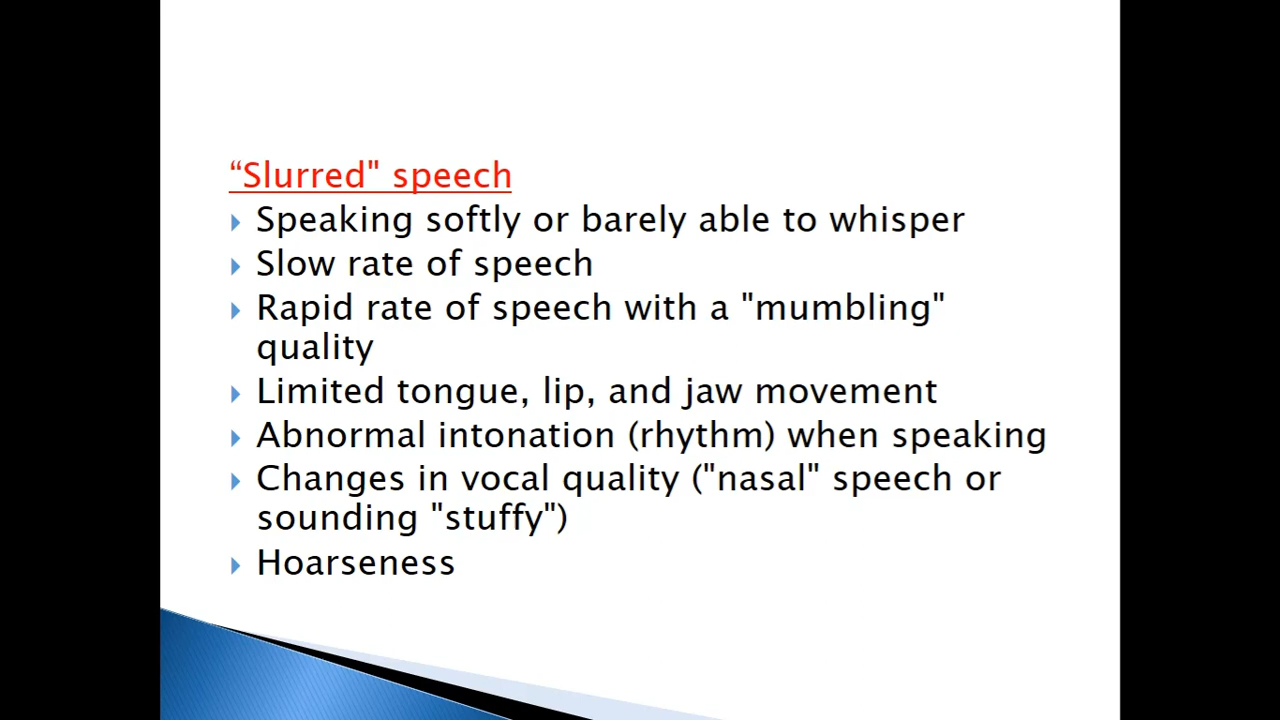 “Slurred" speech
Speaking softly or barely able to whisper
Slow rate of speech
Rapid rate of speech with a "mumbling"
quality
Limited tongue, lip, and jaw movement
Abnormal intonation (rhythm) when speaking
Changes in vocal quality ("nasal" speech or
sounding "stuffy")
Hoarseness